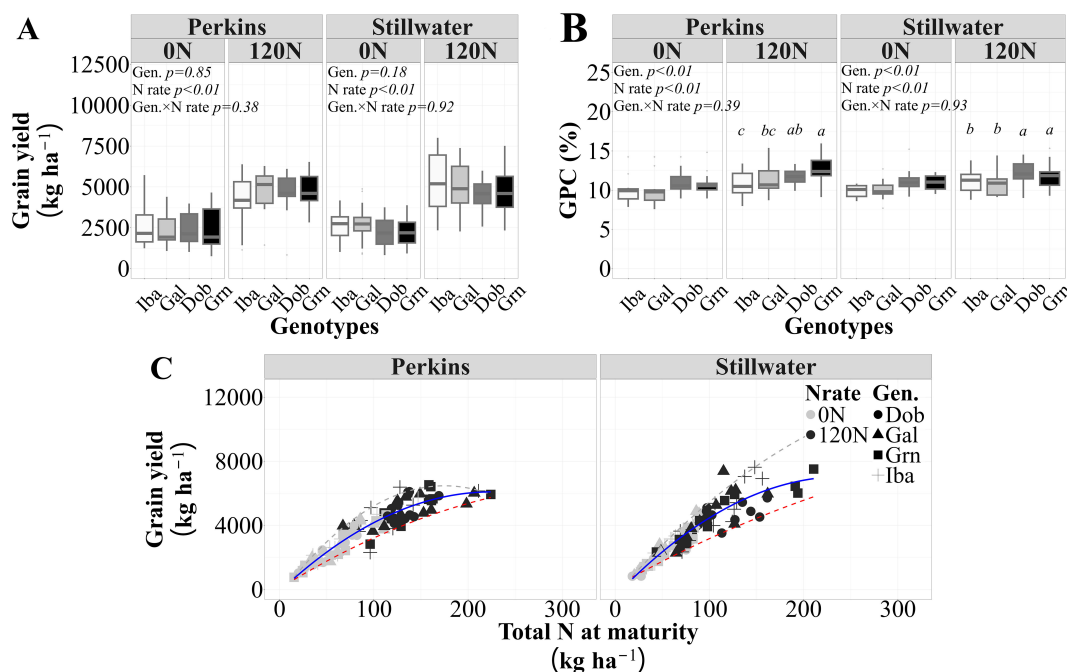 A
Perkins
Stillwater
0N
120N
0N
120N
12500
10000
7500
5000
2500
0
Grain yield
(kg ha⁻¹)
Gen. p=0.85
N rate p<0.01
Gen.×N rate p=0.38
Gen. p=0.18
N rate p<0.01
Gen.×N rate p=0.92
Iba Gal Dob Grn
Iba Gal Dob Grn
Iba Gal Dob Grn
Iba Gal Dob Grn
Genotypes
B
Perkins
Stillwater
0N
120N
0N
120N
25
20
15
10
5
0
GPC (%)
Gen. p<0.01
N rate p<0.01
Gen.×N rate p=0.39
Gen. p<0.01
N rate p<0.01
Gen.×N rate p=0.93
c bc ab a
b b a a
Iba Gal Dob Grn
Iba Gal Dob Grn
Iba Gal Dob Grn
Iba Gal Dob Grn
Genotypes
C
Perkins
Stillwater
12000
8000
4000
0
Grain yield
(kg ha⁻¹)
Nrate
0N
120N
Gen.
Dob
Gal
Grn
Iba
0 100 200 300
0 100 200 300
Total N at maturity
(kg ha⁻¹)